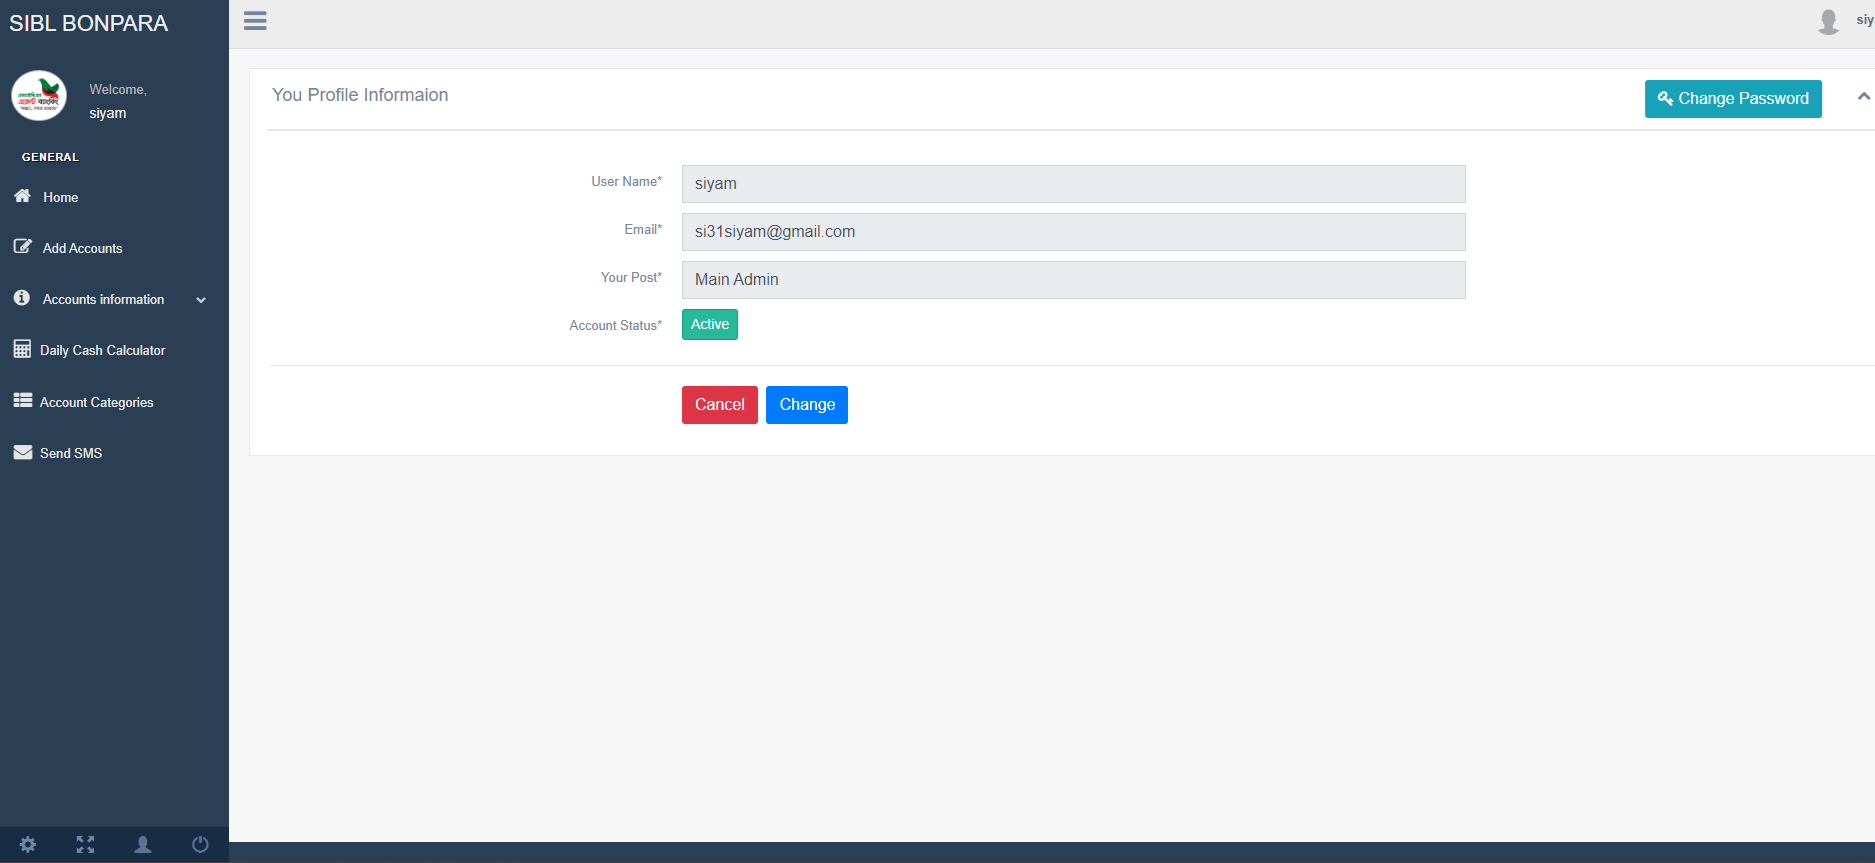 SIBL BONPARA
siy
এজেন্ট ব্যাংকিং
Welcome,
siyam
GENERAL
Home
Add Accounts
Accounts information
Daily Cash Calculator
Account Categories
Send SMS
You Profile Informaion
Change Password
User Name*
siyam
Email*
si31siyam@gmail.com
Your Post*
Main Admin
Account Status*
Active
Cancel
Change